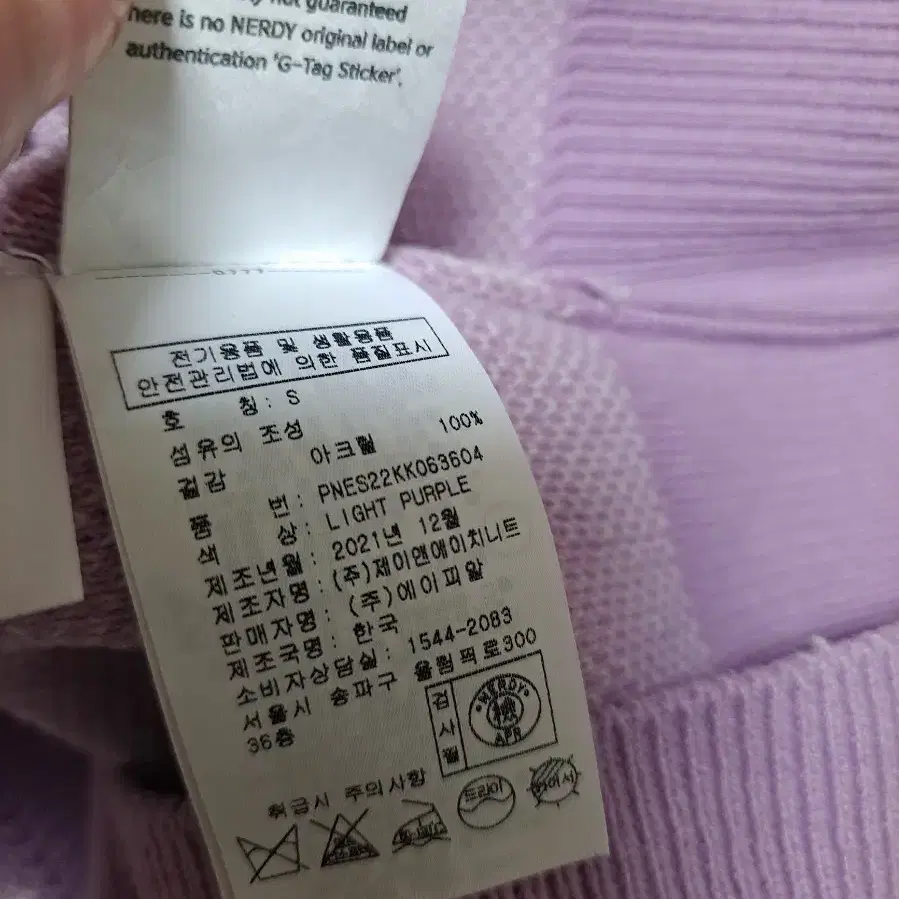 not guaranteed
here is no NERDY original label or
authentication 'G-Tag Sticker'.
전기용품 및 생활용품
안전관리법에 의한 품질표시
호 칭: S
섬유의 조성
겉감 아크릴 100%
품 번: PNES22KK063604
색 상: LIGHT PURPLE
제조년월: 2021년 12월
제조자명: (주)제이앤에이치니트
판매자명: (주)에이피알
제조국명: 한국
소비자상담실: 1544-2083
서울시 송파구 올림픽로300
36층
검사필
NERDY
APR
취급시 주의사항
드라이